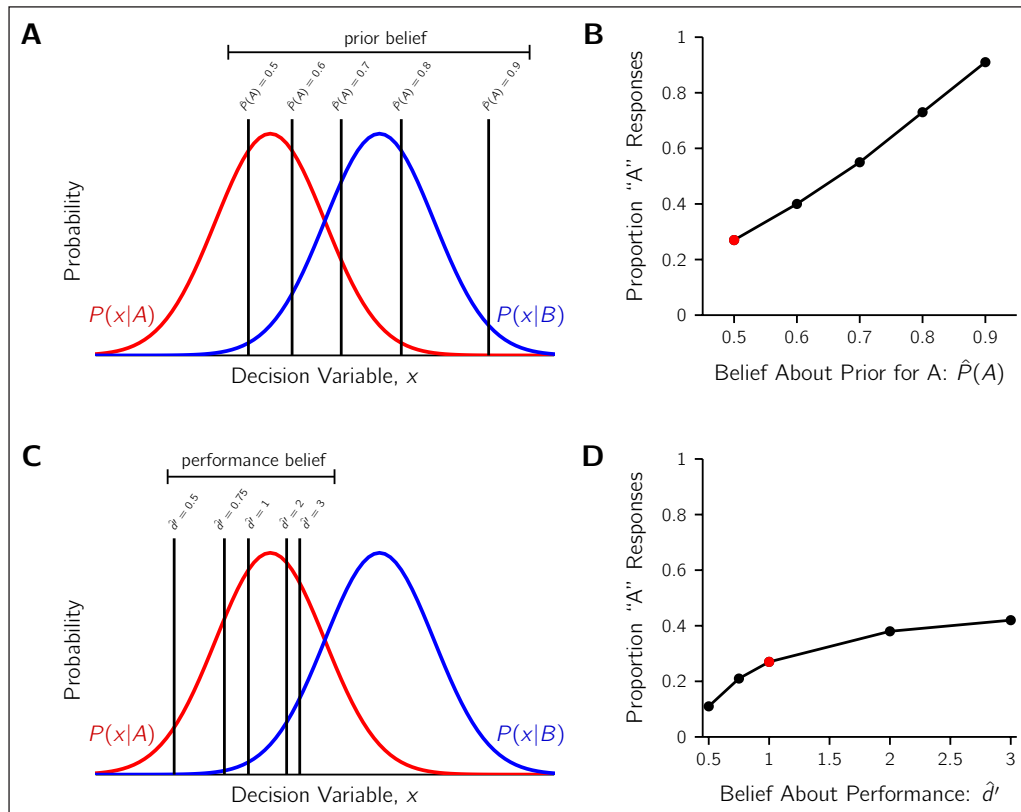 A
prior belief
P̂(A) = 0.5
P̂(A) = 0.6
P̂(A) = 0.7
P̂(A) = 0.8
P̂(A) = 0.9
Probability
P(x|A)
P(x|B)
Decision Variable, x
B
Proportion “A” Responses
1
0.8
0.6
0.4
0.2
0
0.5 0.6 0.7 0.8 0.9
Belief About Prior for A: P̂(A)
C
performance belief
d̂′ = 0.5
d̂′ = 0.75
d̂′ = 1
d̂′ = 2
d̂′ = 3
Probability
P(x|A)
P(x|B)
Decision Variable, x
D
Proportion “A” Responses
1
0.8
0.6
0.4
0.2
0
0.5 1 1.5 2 2.5 3
Belief About Performance: d̂′